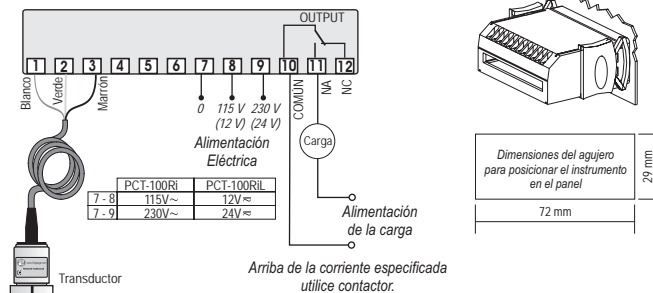 OUTPUT
1 2 3 4 5 6 7 8 9 10 11 12
Blanco
Verde
Marrón
0 115 V 230 V
(12 V) (24 V)
Alimentación
Eléctrica
COMÚN
NA
NC
Carga
PCT-100Ri PCT-100RiL
7 - 8 115V~ 12V≂
7 - 9 230V~ 24V≂
Alimentación
de la carga
Transductor
Arriba de la corriente especificada
utilice contactor.
Dimensiones del agujero
para posicionar el instrumento
en el panel
29 mm
72 mm